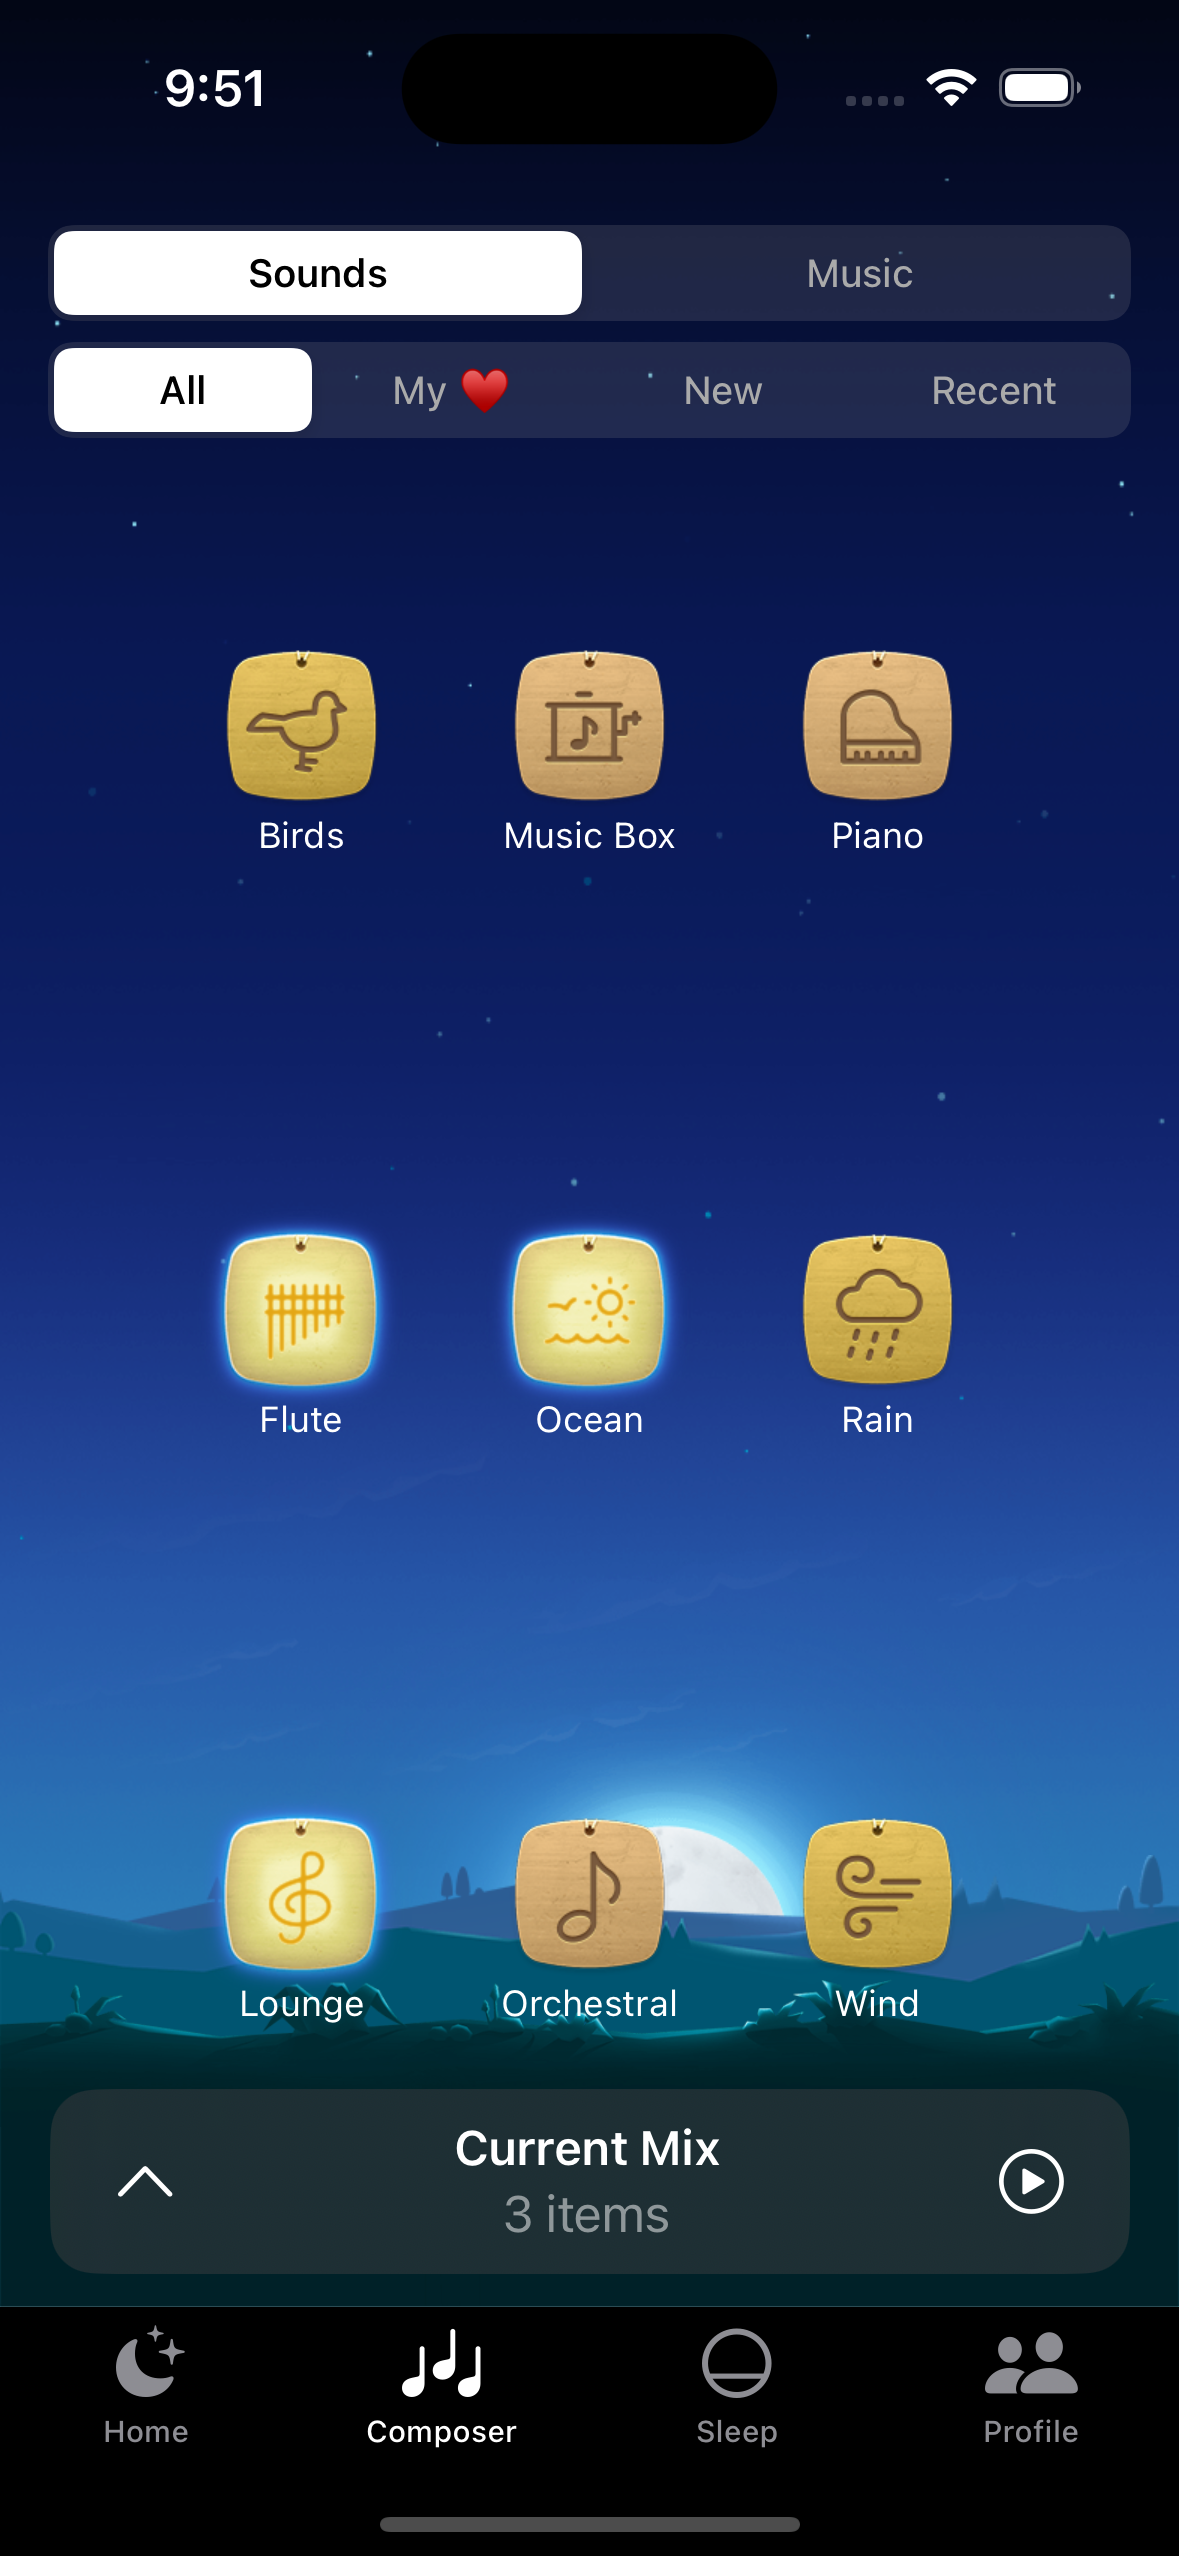 9:51
Sounds Music
All My ♥️ New Recent
Birds Music Box Piano
Flute Ocean Rain
Lounge Orchestral Wind
Current Mix
3 items
Home Composer Sleep Profile